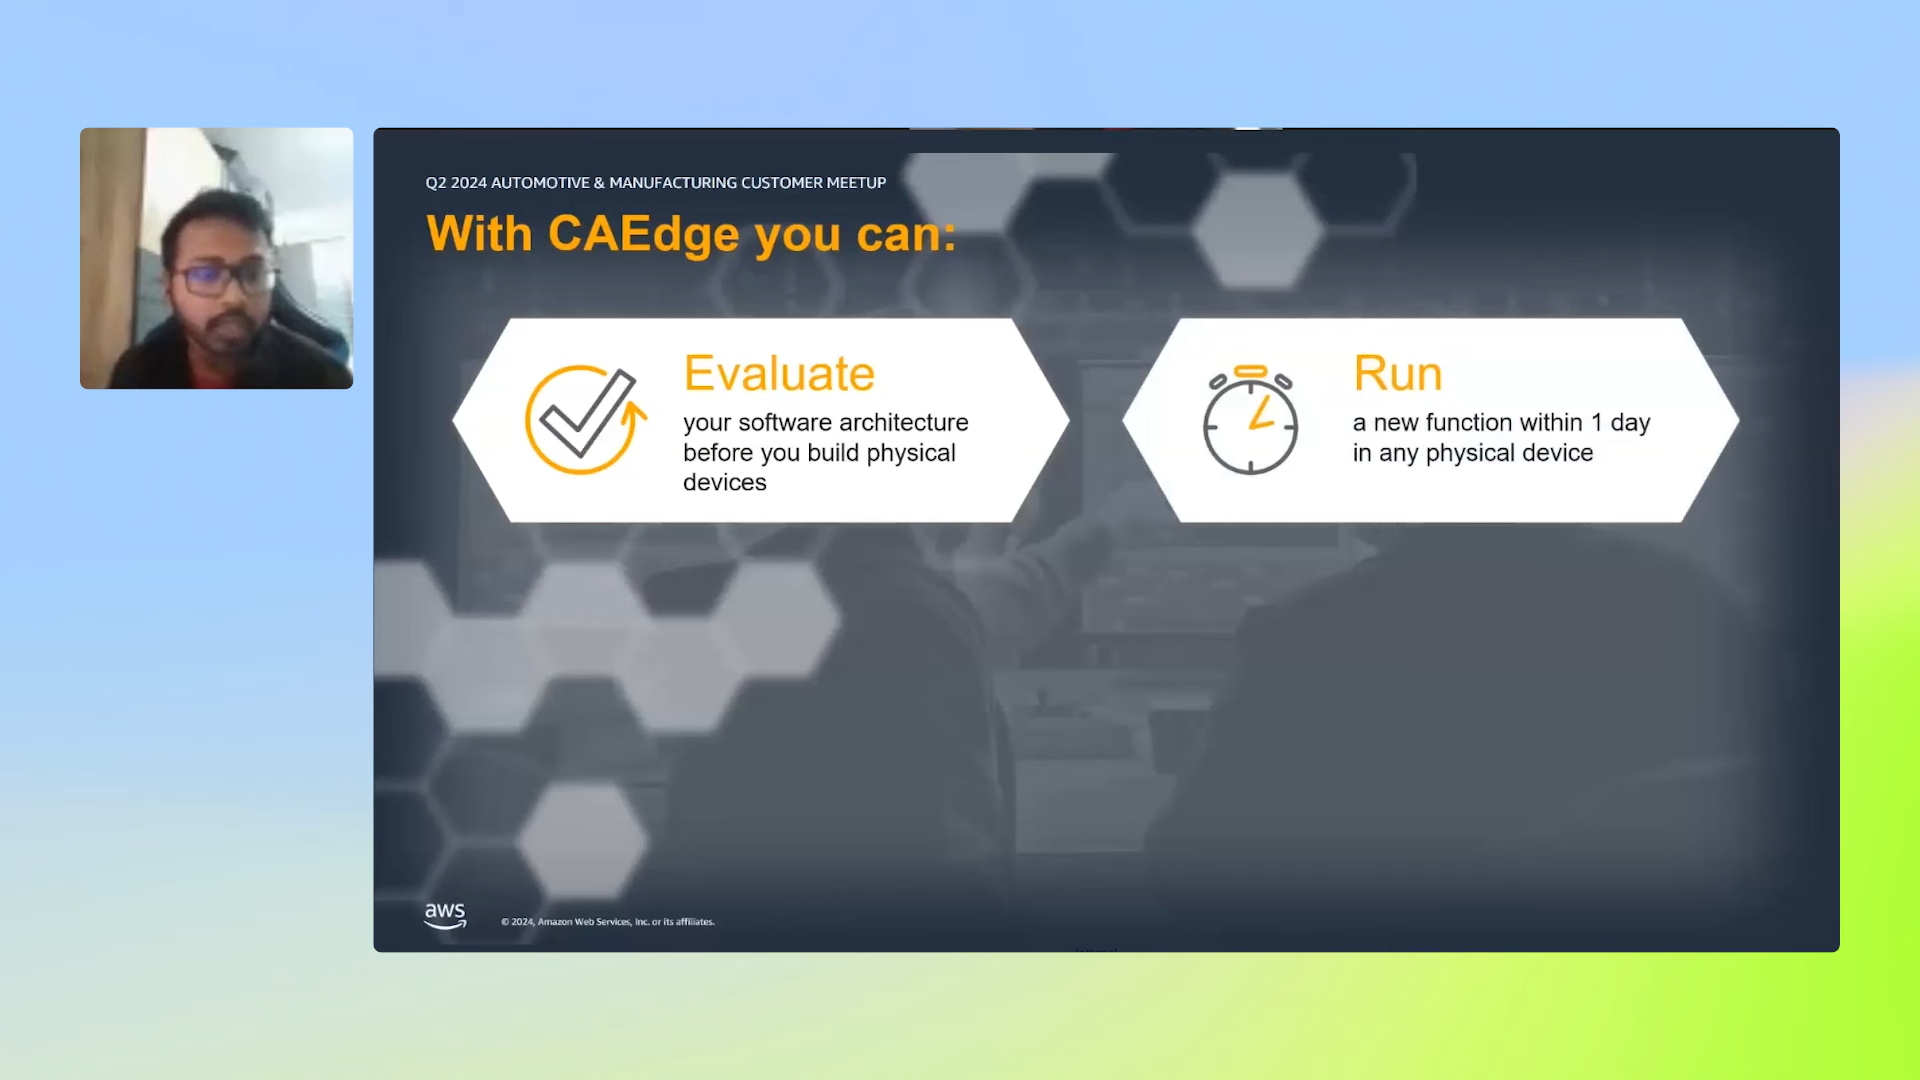 Q2 2024 AUTOMOTIVE & MANUFACTURING CUSTOMER MEETUP
With CAEdge you can:
Evaluate
your software architecture
before you build physical
devices
Run
a new function within 1 day
in any physical device
aws
© 2024, Amazon Web Services, Inc. or its affiliates.